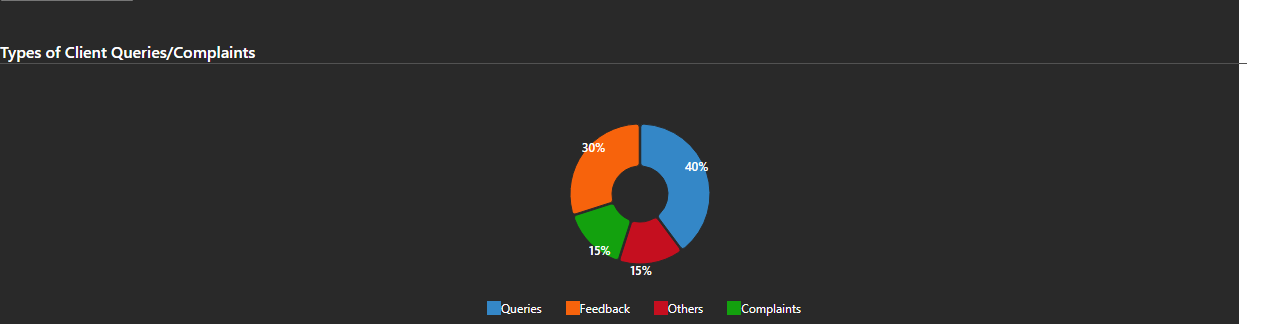 Types of Client Queries/Complaints
30%
40%
15%
15%
Queries Feedback Others Complaints